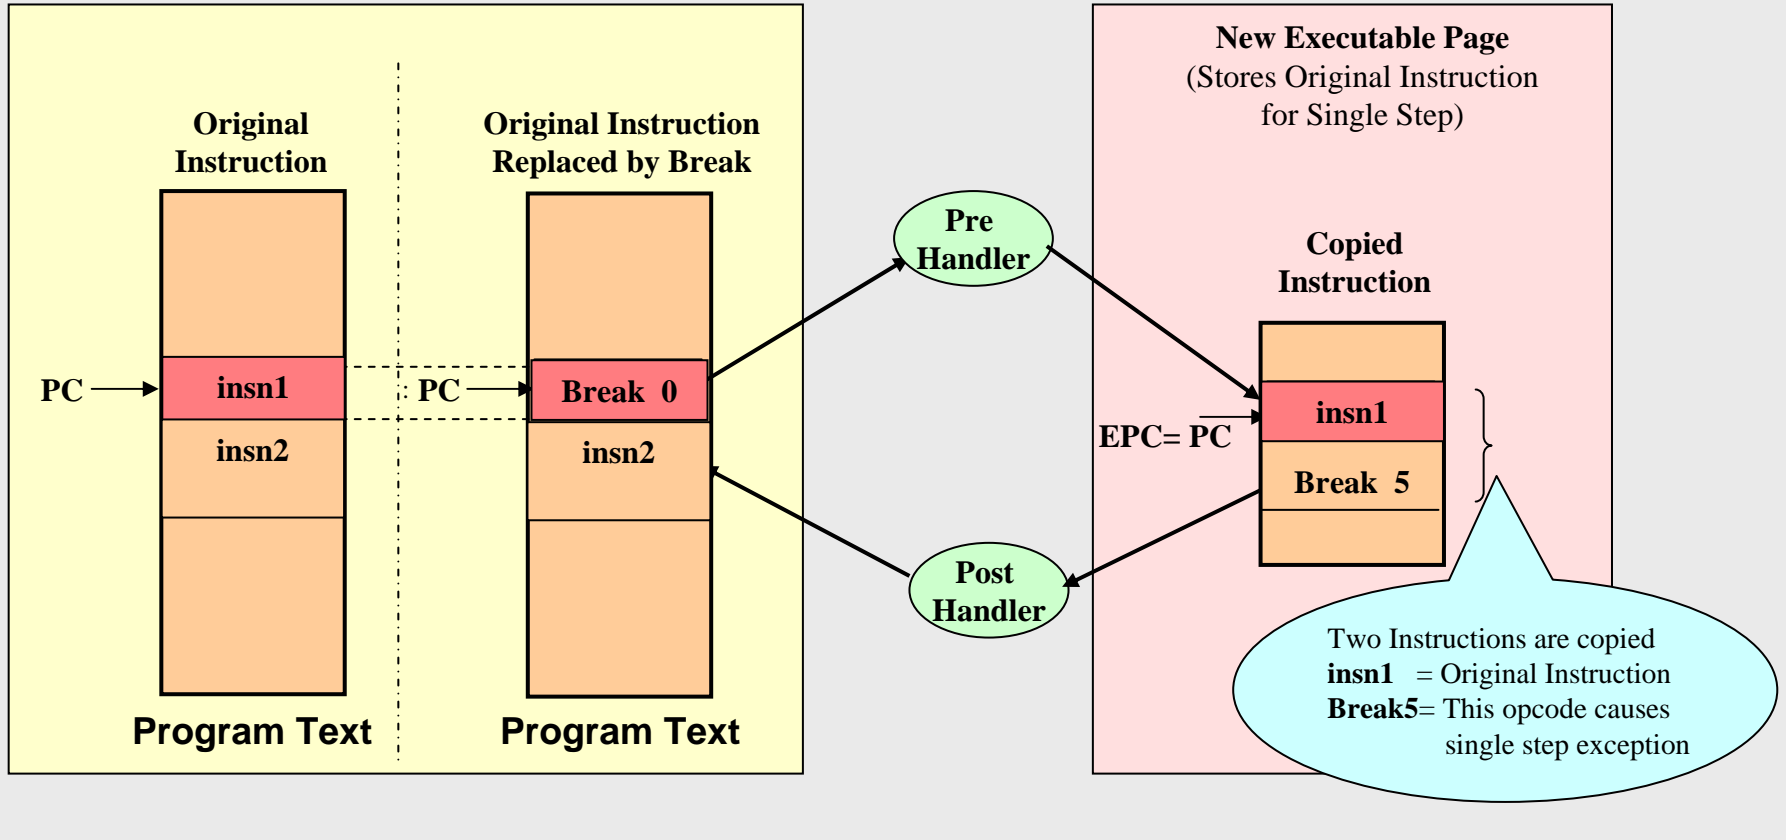 Original
Instruction
PC
insn1
insn2
Program Text
Original Instruction
Replaced by Break
: PC
Break 0
insn2
Program Text
Pre
Handler
Post
Handler
New Executable Page
(Stores Original Instruction
for Single Step)
Copied
Instruction
EPC= PC
insn1
Break 5
Two Instructions are copied
insn1 = Original Instruction
Break5= This opcode causes
single step exception